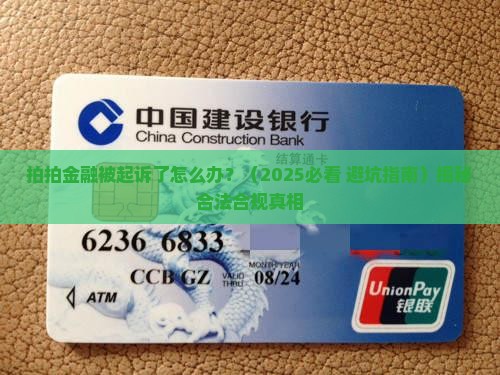 中国建设银行
China Construction Bank
结算通卡
拍拍金融被起诉了怎么办？（2025必看 避坑指南）揭秘
合法合规真相
6236 6833
MONTH/YEAR
CCB GZ VALID THRU 08/24
ATM
UnionPay
银联